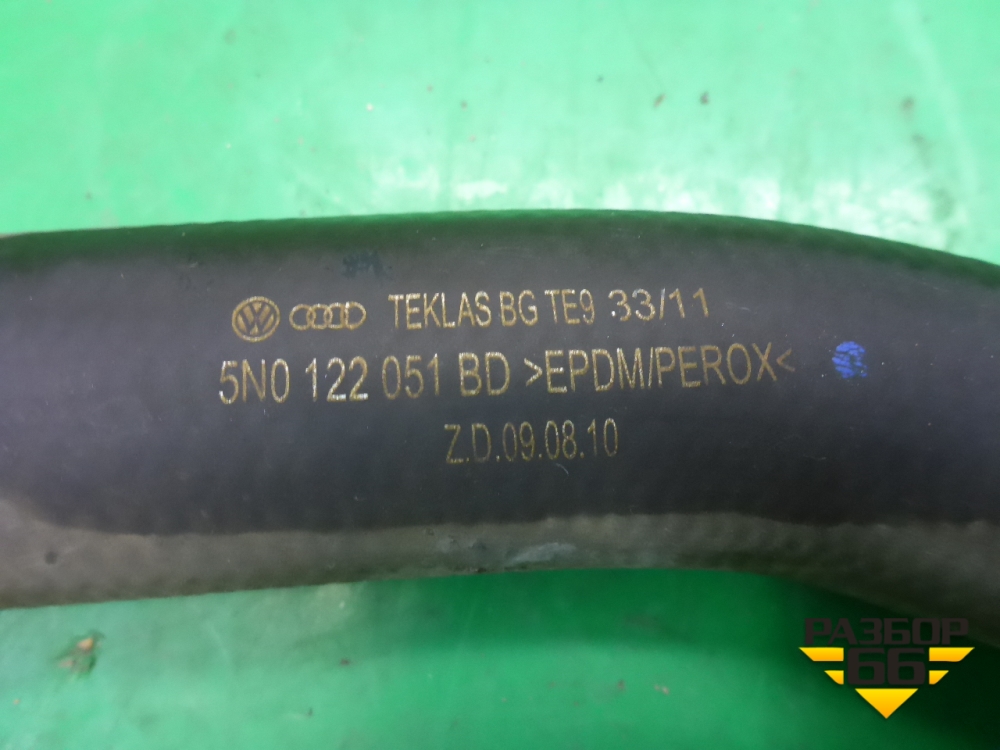 TEKLAS BG TE9 33/11
5N0 122 051 BD >EPDM/PEROX<
Z.D.09.08.10
РАЗБОР
66